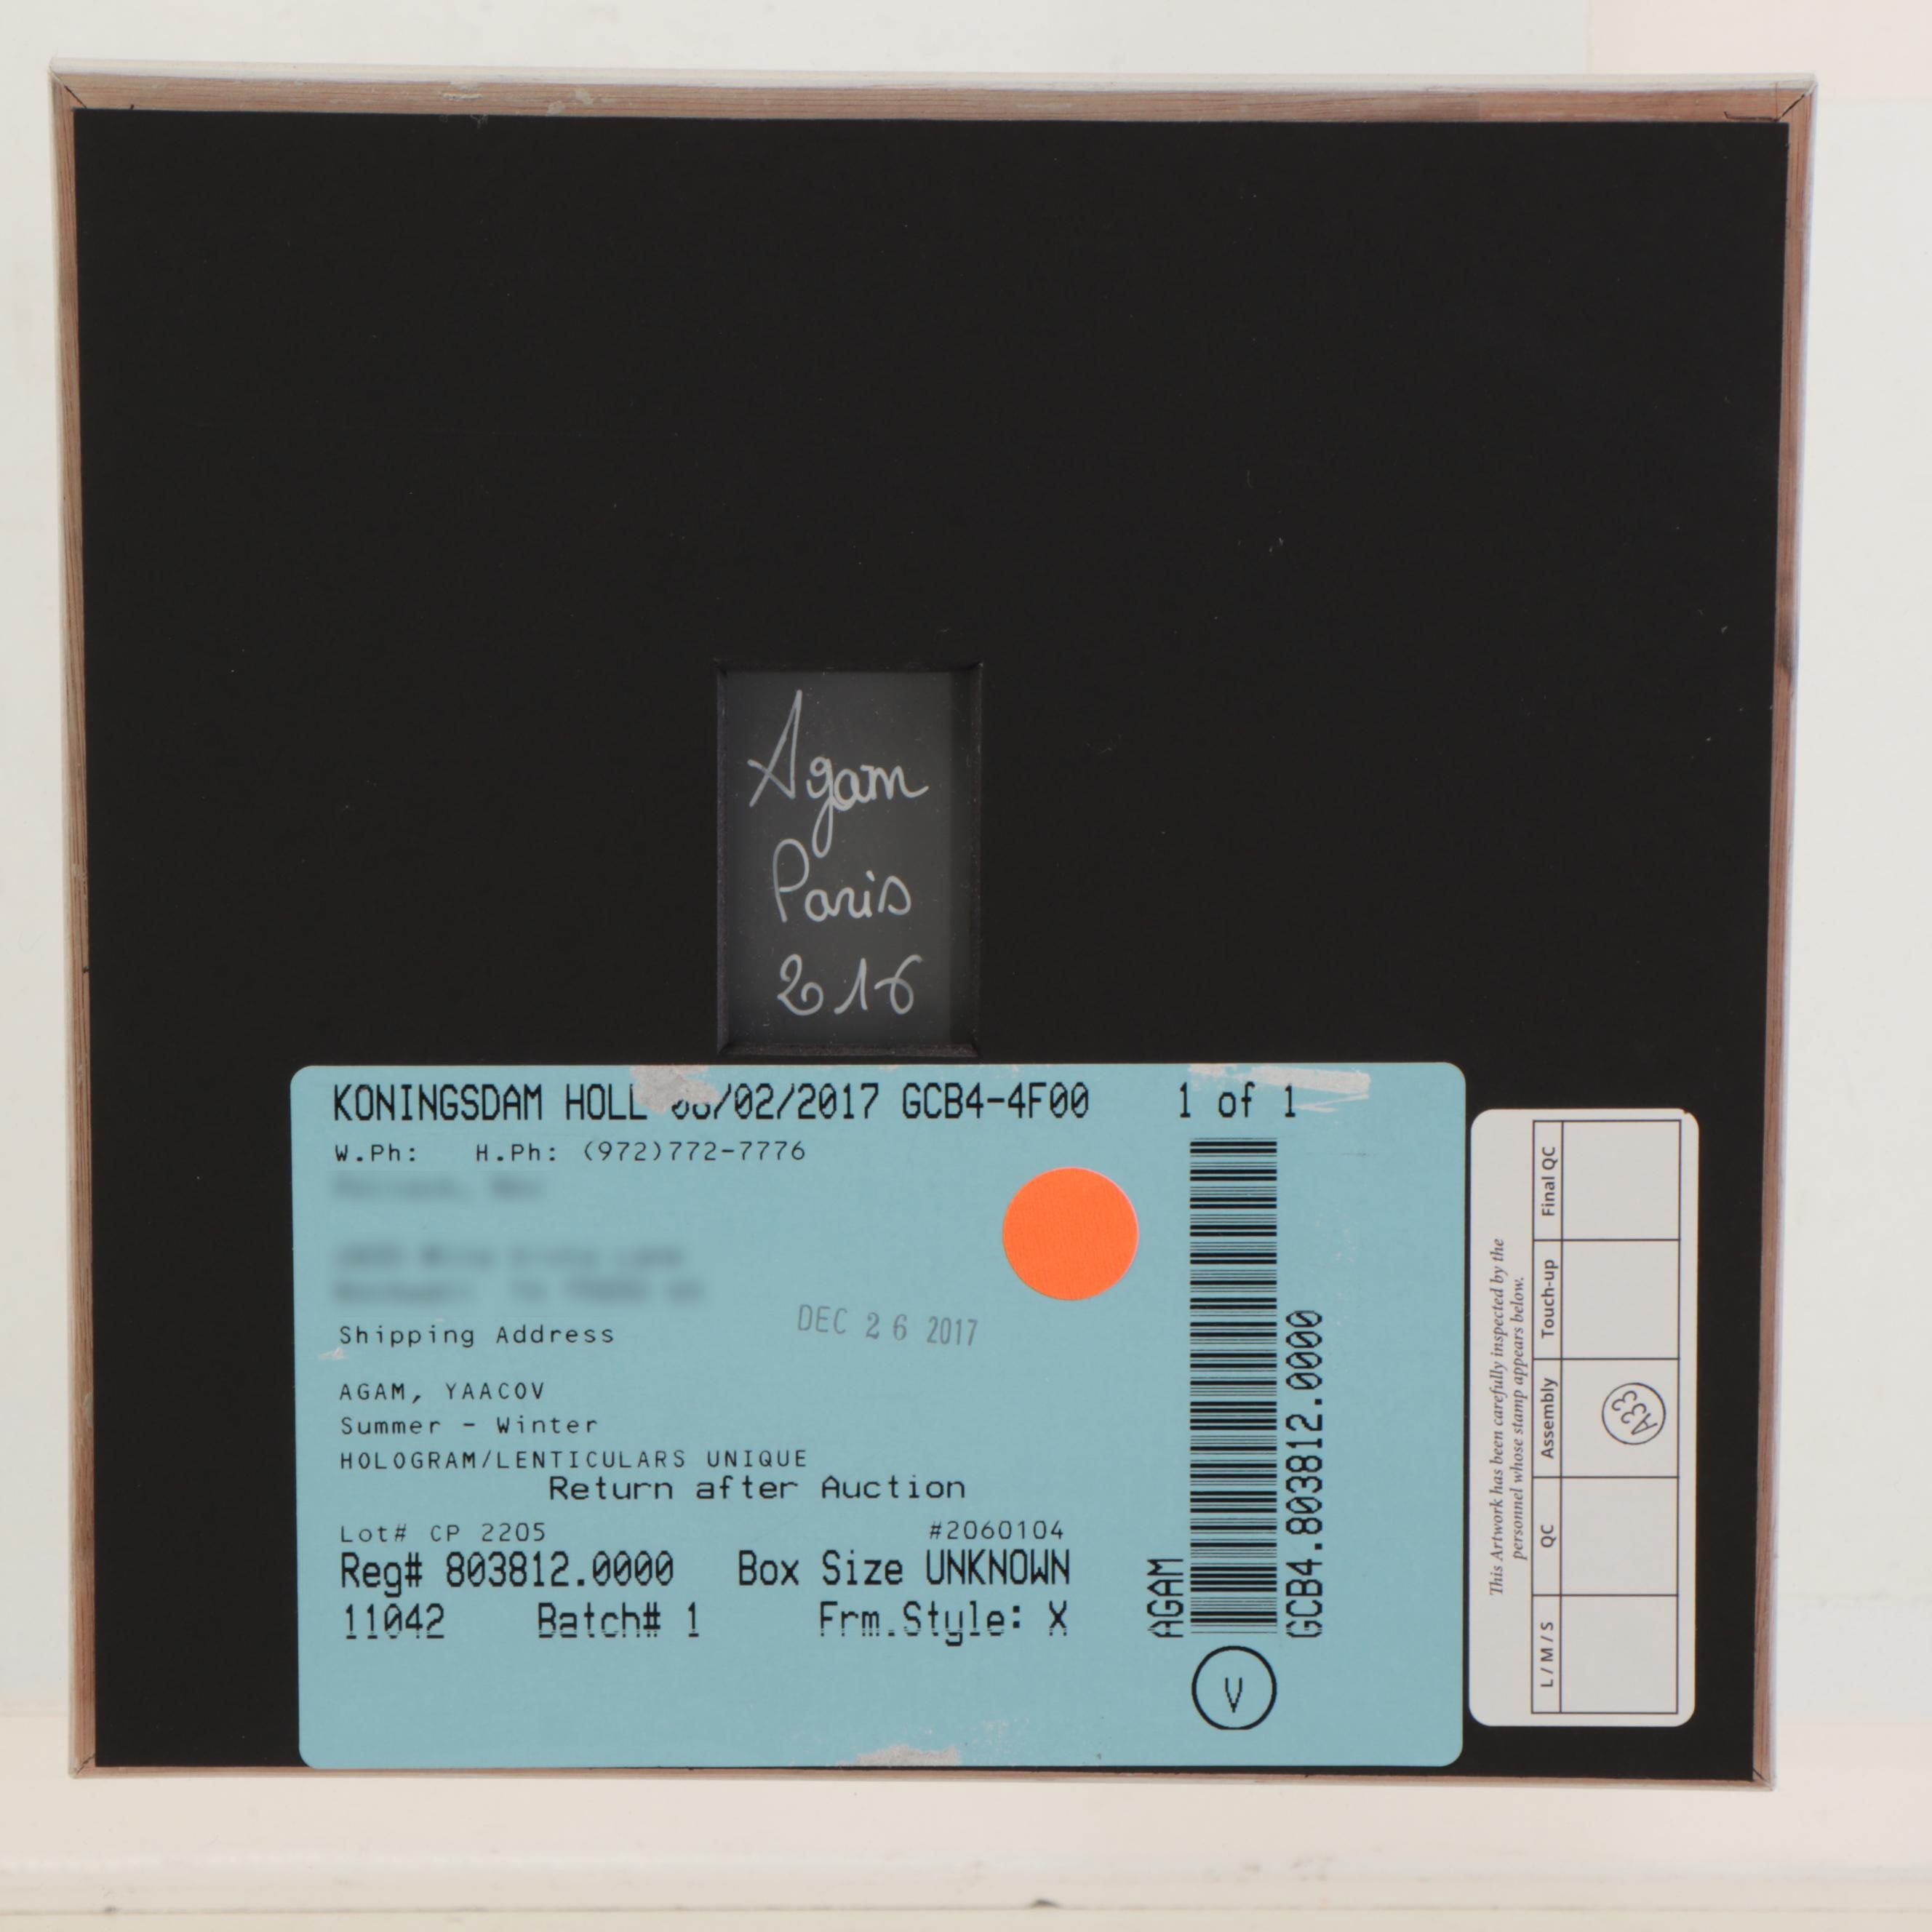 Agam
Paris
216
KONINGSDAM HOLL /02/2017 GCB4-4F00 1 of 1
W.Ph: H.Ph: (972)772-7776
DEC 26 2017
Shipping Address
AGAM, YAACOV
Summer - Winter
HOLOGRAM/LENTICULARS UNIQUE
Return after Auction
Lot# CP 2205 #2060104
Reg# 803812.0000 Box Size UNKNOWN
11042 Batch# 1 Frm.Style: X
AGAM
GCB4.803812.0000
V
This Artwork has been carefully inspected by the
personnel whose stamp appears below.
L / M / S QC Assembly Touch-up Final QC
A33